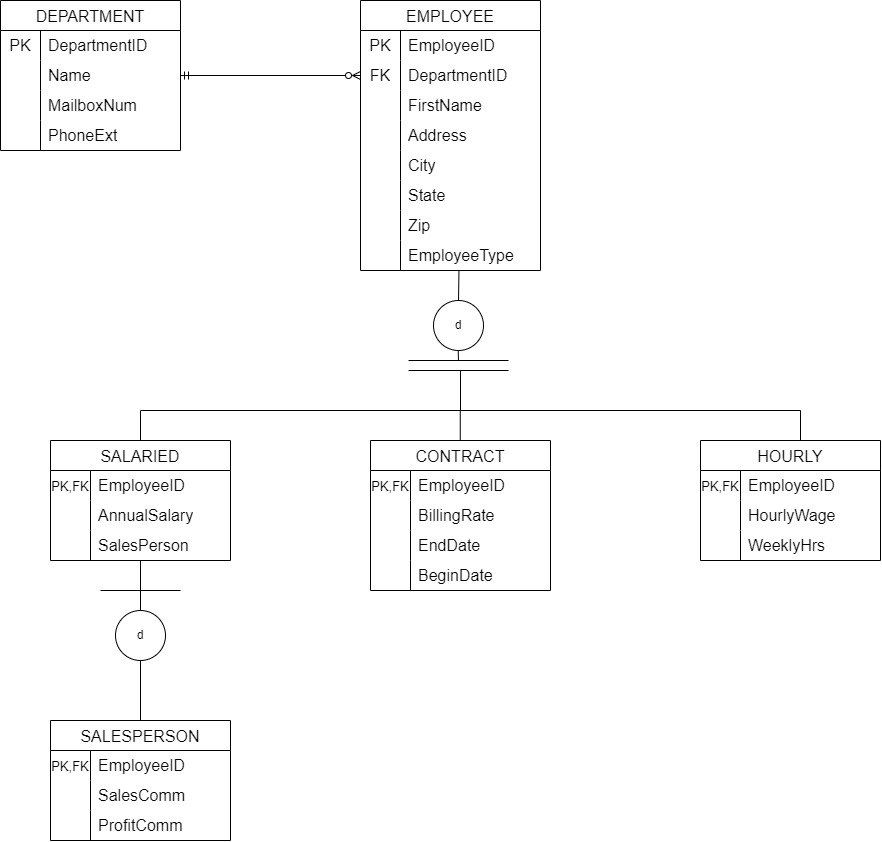 DEPARTMENT
PK DepartmentID
Name
MailboxNum
PhoneExt
EMPLOYEE
PK EmployeeID
FK DepartmentID
FirstName
Address
City
State
Zip
EmployeeType
d
SALARIED
PK,FK EmployeeID
AnnualSalary
SalesPerson
CONTRACT
PK,FK EmployeeID
BillingRate
EndDate
BeginDate
HOURLY
PK,FK EmployeeID
HourlyWage
WeeklyHrs
d
SALESPERSON
PK,FK EmployeeID
SalesComm
ProfitComm